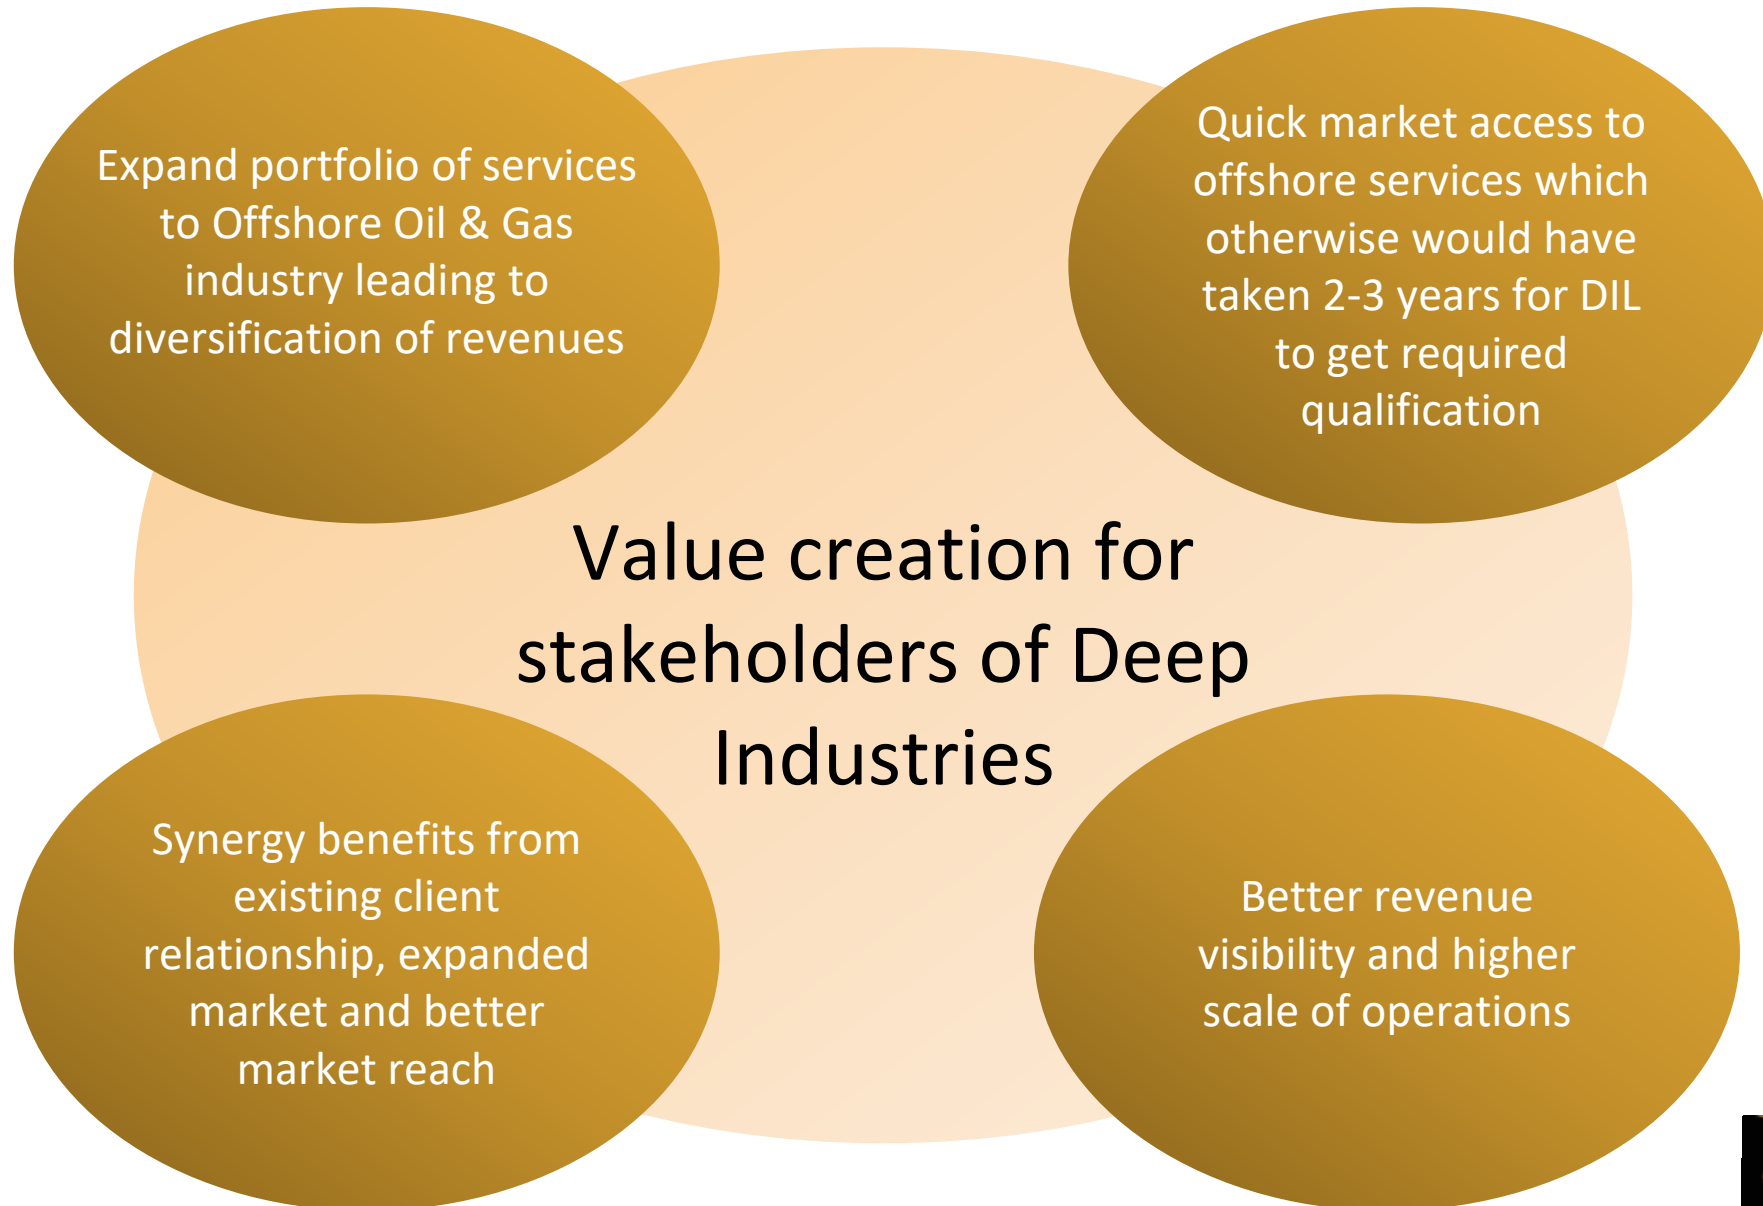 Expand portfolio of services
to Offshore Oil & Gas
industry leading to
diversification of revenues
Quick market access to
offshore services which
otherwise would have
taken 2-3 years for DIL
to get required
qualification
Value creation for
stakeholders of Deep
Industries
Synergy benefits from
existing client
relationship, expanded
market and better
market reach
Better revenue
visibility and higher
scale of operations